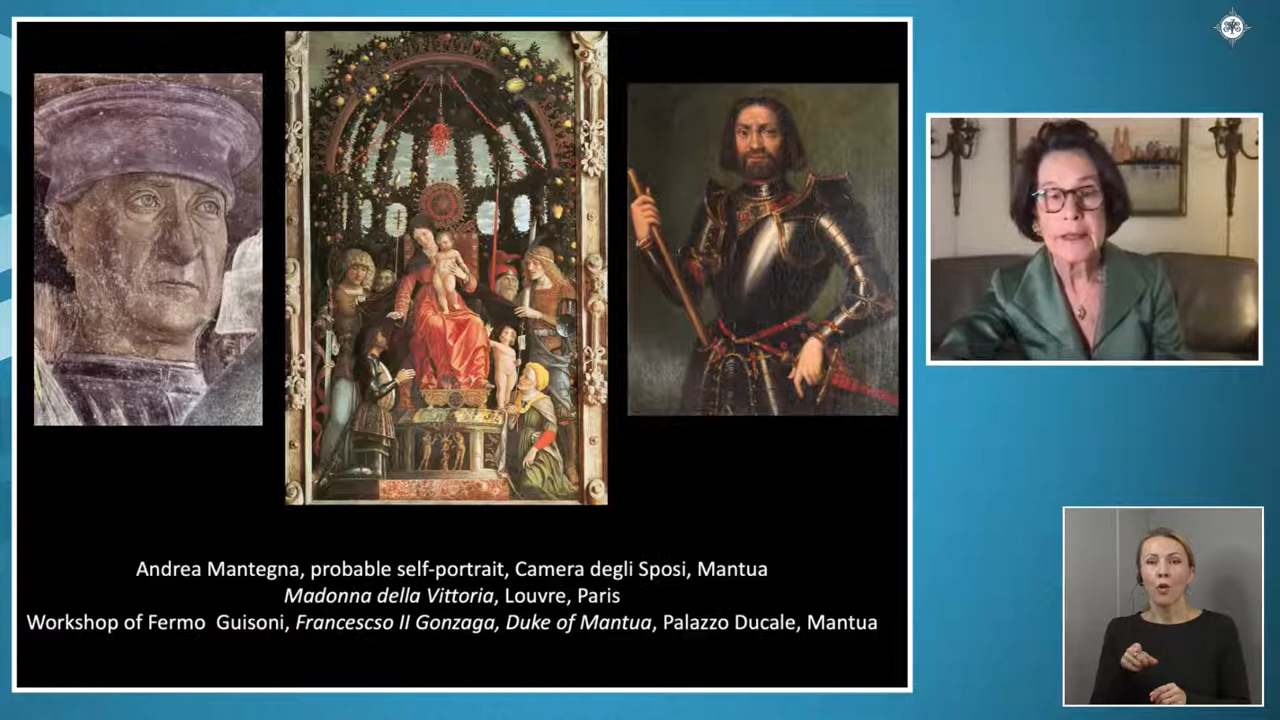 Andrea Mantegna, probable self-portrait, Camera degli Sposi, Mantua
Madonna della Vittoria, Louvre, Paris
Workshop of Fermo  Guisoni, Francescso II Gonzaga, Duke of Mantua, Palazzo Ducale, Mantua